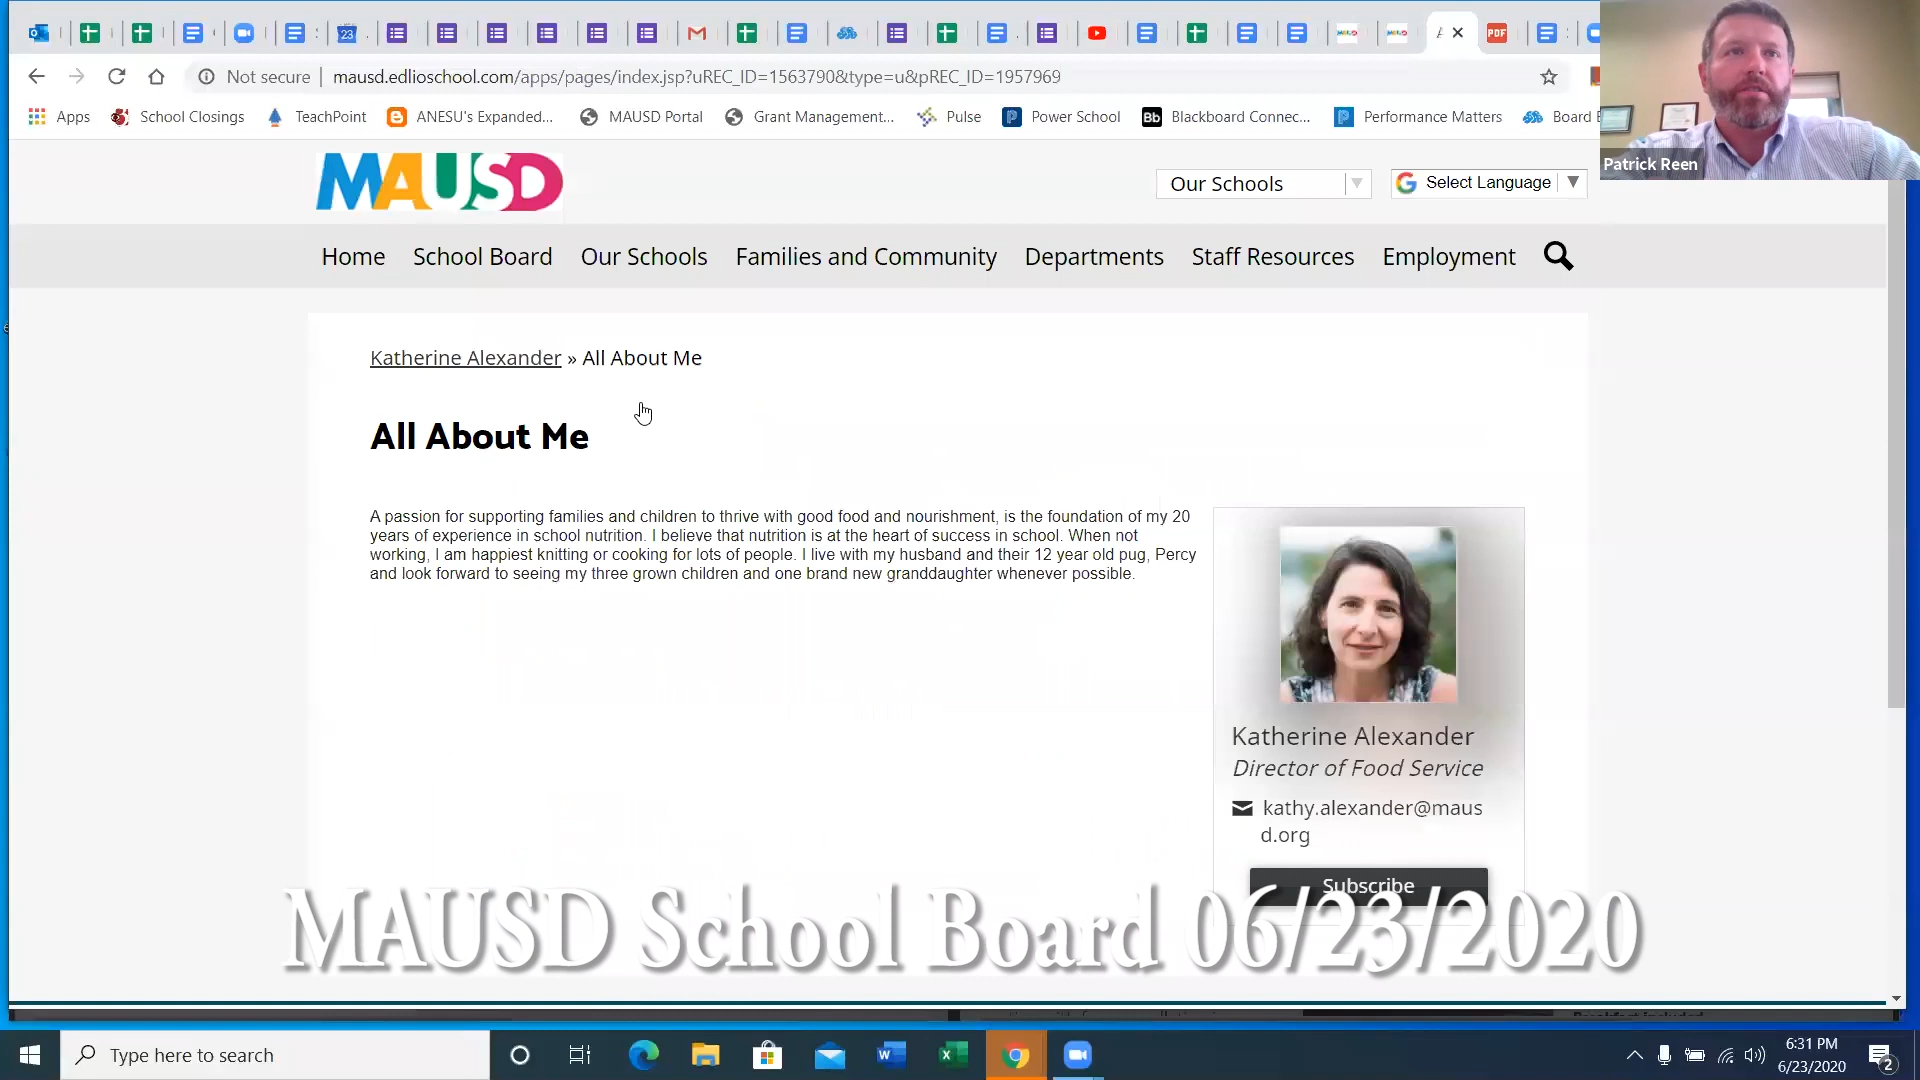 23
Not secure | mausd.edlioschool.com/apps/pages/index.jsp?uREC_ID=1563790&type=u&pREC_ID=1957969
Apps School Closings TeachPoint ANESU's Expanded... MAUSD Portal Grant Management... Pulse Power School Bb Blackboard Connec... Performance Matters Board
Patrick Reen
MAUSD
Our Schools
Select Language
Home School Board Our Schools Families and Community Departments Staff Resources Employment
Katherine Alexander » All About Me
All About Me
A passion for supporting families and children to thrive with good food and nourishment, is the foundation of my 20
years of experience in school nutrition. I believe that nutrition is at the heart of success in school. When not
working, I am happiest knitting or cooking for lots of people. I live with my husband and their 12 year old pug, Percy
and look forward to seeing my three grown children and one brand new granddaughter whenever possible.
Katherine Alexander
Director of Food Service
kathy.alexander@maus
d.org
Subscribe
MAUSD School Board 06/23/2020
Type here to search
6:31 PM
6/23/2020
2